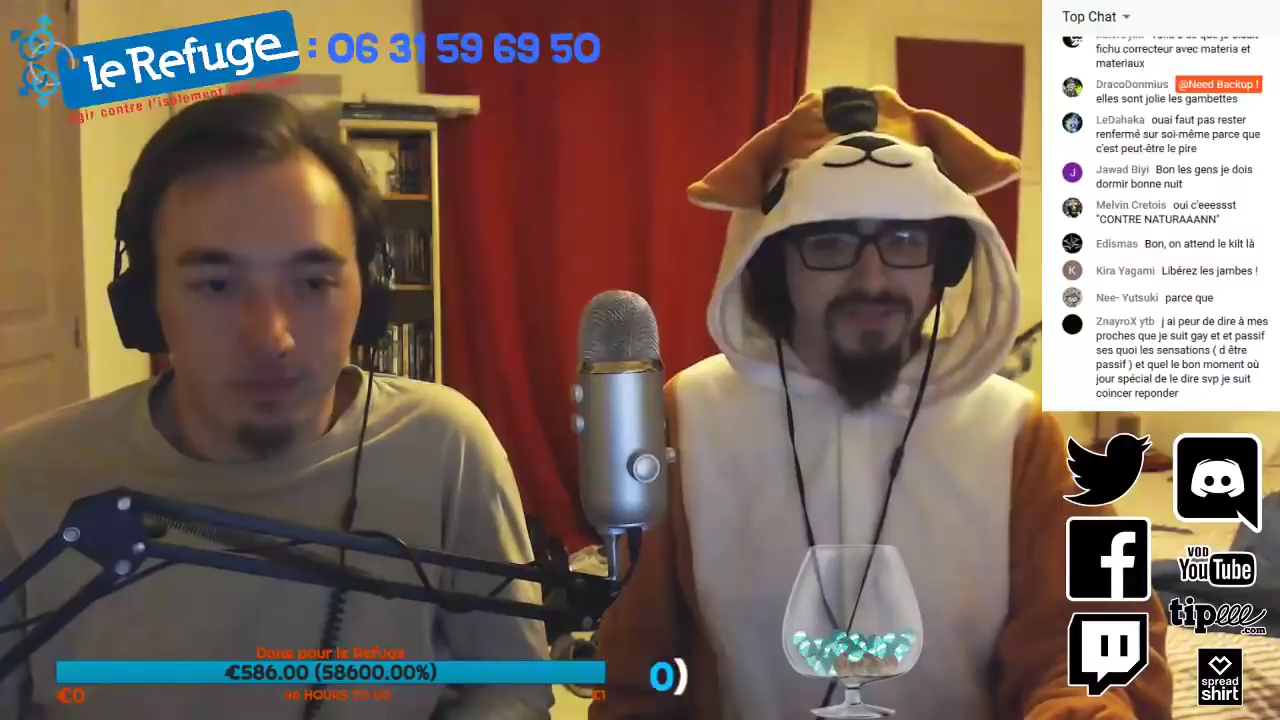 leRefuge : 06 31 59 69 50
Agir contre l'isolement des jeunes
Top Chat
fichu correcteur avec materia et
materiaux
DracoDonmius @Need Backup !
elles sont jolie les gambettes
LeDahaka ouai faut pas rester
renfermé sur soi-même parce que
c'est peut-être le pire
J Jawad Biyi Bon les gens je dois
dormir bonne nuit
Melvin Cretois oui c'eeessst
"CONTRE NATURAAANN"
Edismas Bon, on attend le kilt là
K Kira Yagami Libérez les jambes !
Nee- Yutsuki parce que
ZnayroX ytb j ai peur de dire à mes
proches que je suit gay et et passif
ses quoi les sensations ( d être
passif ) et quel le bon moment où
jour spécial de le dire svp je suit
coincer reponder
VOD
YouTube
tipeee
.com
spread
shirt
Dons pour le Refuge
€586.00 (58600.00%)
€0 HOURS TO GO €1
0)